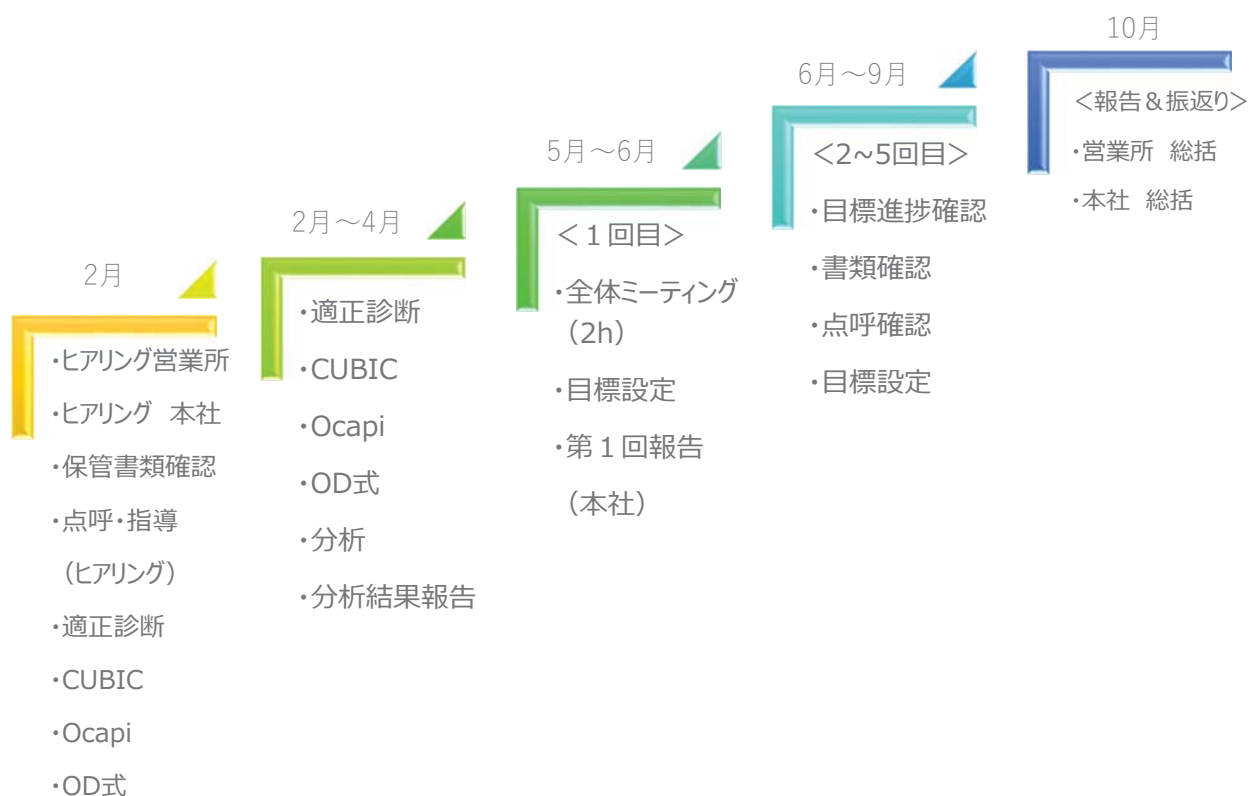 2月
・ヒアリング営業所
・ヒアリング 本社
・保管書類確認
・点呼・指導
（ヒアリング）
・適正診断
・CUBIC
・Ocapi
・OD式
2月～4月
・適正診断
・CUBIC
・Ocapi
・OD式
・分析
・分析結果報告
5月～6月
＜１回目＞
・全体ミーティング
（2h）
・目標設定
・第１回報告
（本社）
6月～9月
＜2~5回目＞
・目標進捗確認
・書類確認
・点呼確認
・目標設定
10月
＜報告＆振返り＞
・営業所 総括
・本社 総括